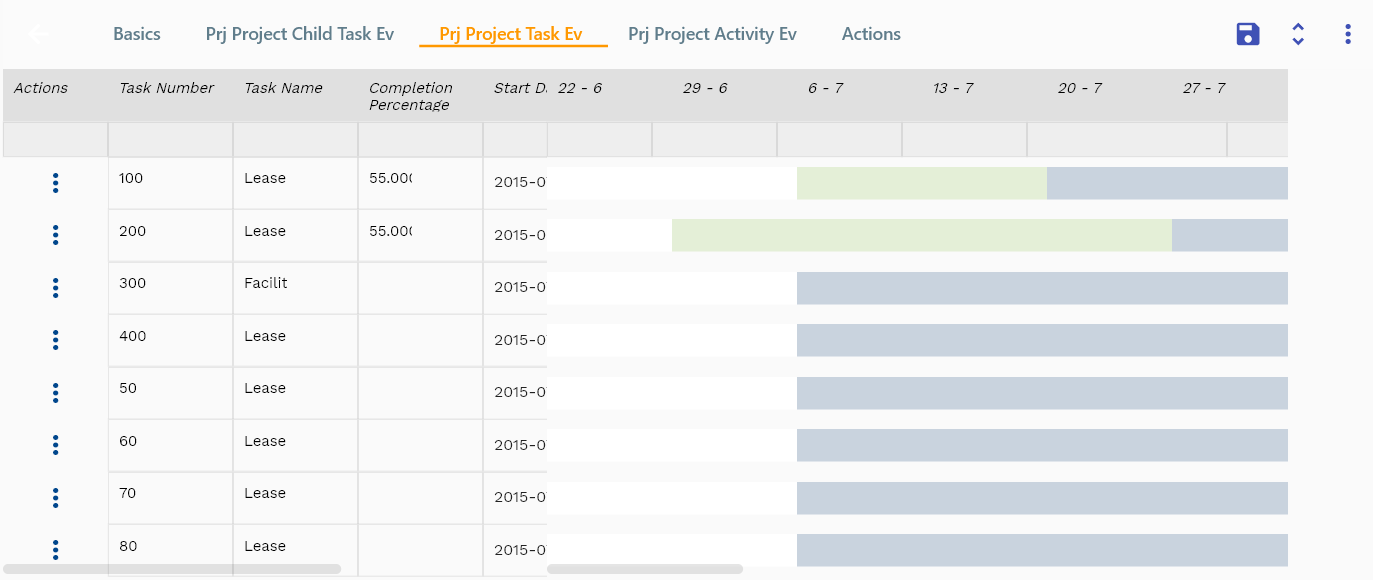 Basics Prj Project Child Task Ev Prj Project Task Ev Prj Project Activity Ev Actions
Actions Task Number Task Name Completion Start D 22 - 6 29 - 6 6 - 7 13 - 7 20 - 7 27 - 7
Percentage
100 Lease 55.00 2015-0
200 Lease 55.00 2015-0
300 Facilit 2015-0
400 Lease 2015-0
50 Lease 2015-0
60 Lease 2015-0
70 Lease 2015-0
80 Lease 2015-0